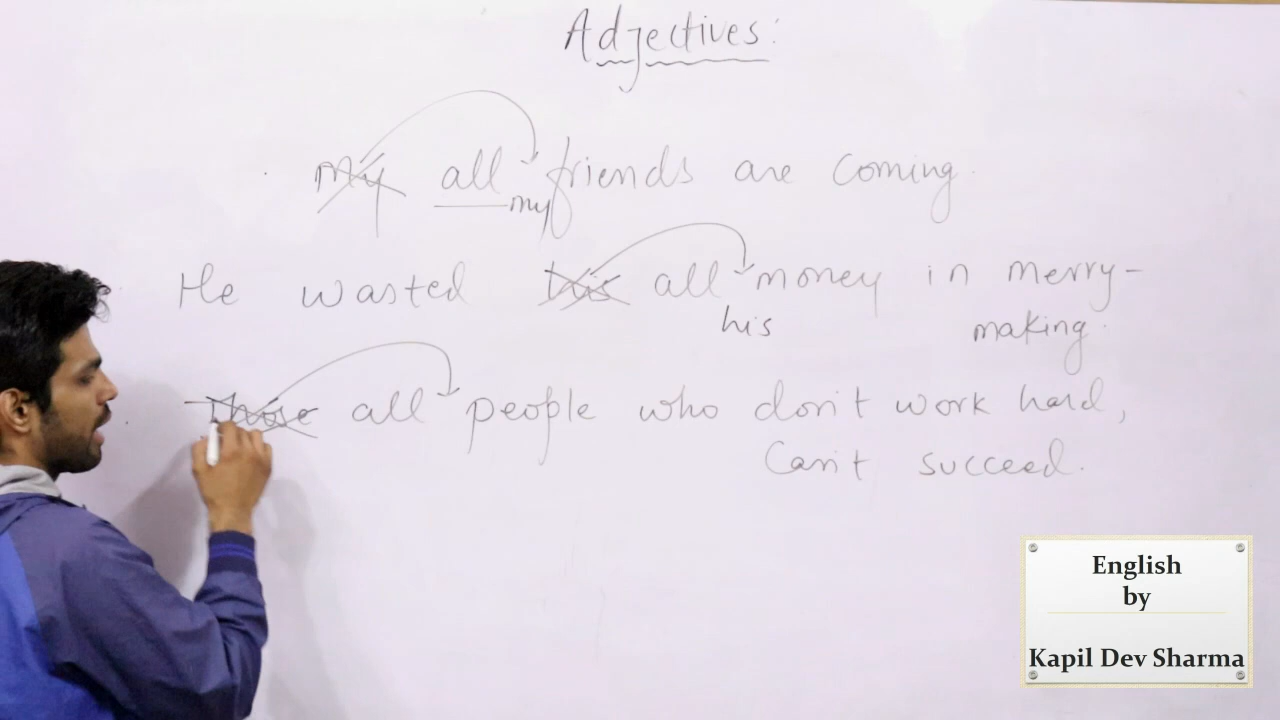 Adjectives:
My all friends are coming.
my
He wasted his all money in merry-
his making.
Those all people who don't work hard,
Can't succeed.
English
by
Kapil Dev Sharma